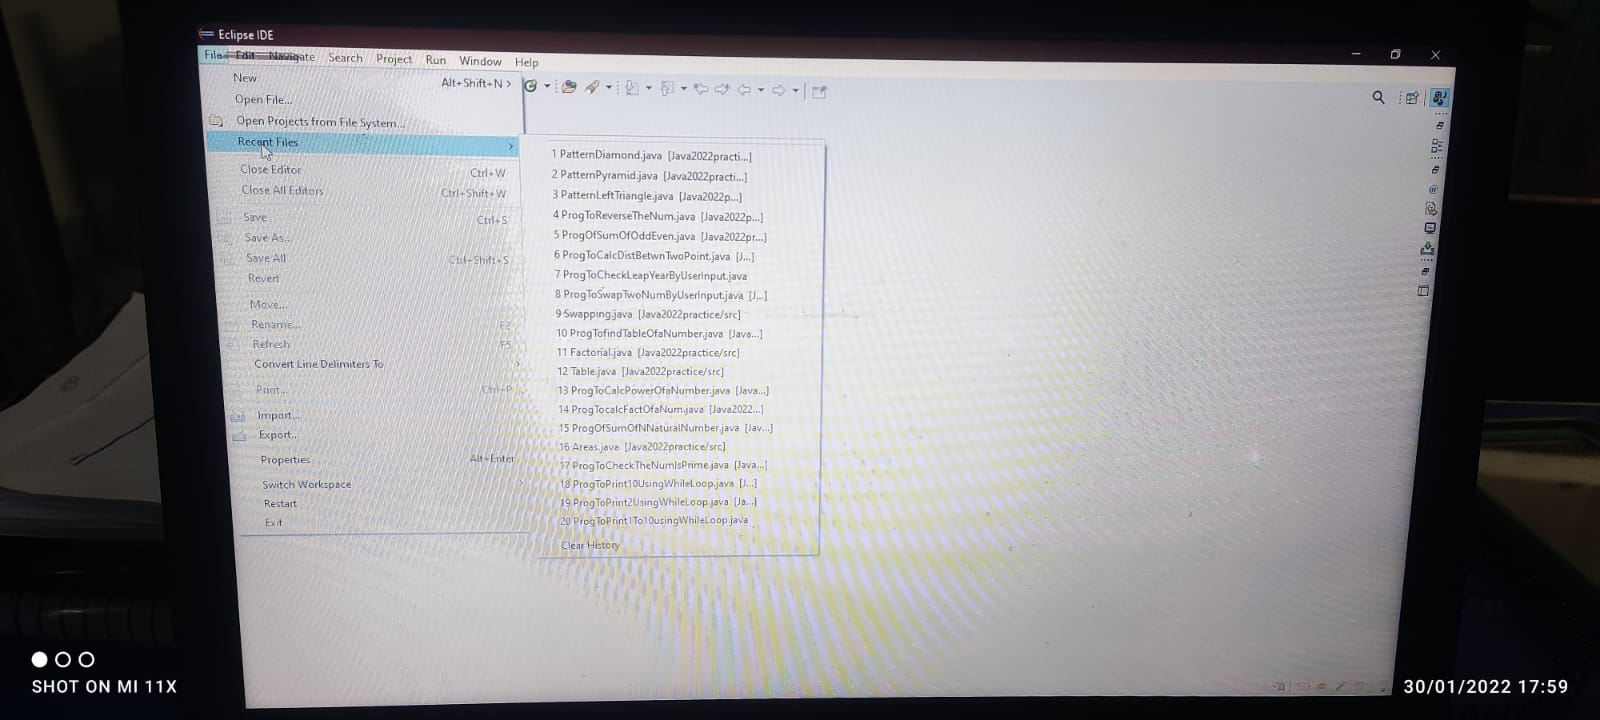 Eclipse IDE
File Edit Navigate Search Project Run Window Help
New Alt+Shift+N >
Open File...
Open Projects from File System...
Recent Files >
Close Editor Ctrl+W
Close All Editors Ctrl+Shift+W
Save Ctrl+S
Save As...
Save All Ctrl+Shift+S
Revert
Move...
Rename... F2
Refresh F5
Convert Line Delimiters To >
Print... Ctrl+P
Import...
Export...
Properties Alt+Enter
Switch Workspace >
Restart
Exit
1 PatternDiamond.java [Java2022practi...]
2 PatternPyramid.java [Java2022practi...]
3 PatternLeftTriangle.java [Java2022p...]
4 ProgToReverseTheNum.java [Java2022p...]
5 ProgOfSumOfOddEven.java [Java2022pr...]
6 ProgToCalcDistBetwnTwoPoint.java [J...]
7 ProgToCheckLeapYearByUserInput.java
8 ProgToSwapTwoNumByUserInput.java [J...]
9 Swapping.java [Java2022practice/src]
10 ProgTofindTableOfaNumber.java [Java...]
11 Factorial.java [Java2022practice/src]
12 Table.java [Java2022practice/src]
13 ProgToCalcPowerOfaNumber.java [Java...]
14 ProgTocalcFactOfaNum.java [Java2022...]
15 ProgOfSumOfNNaturalNumber.java [Jav...]
16 Areas.java [Java2022practice/src]
17 ProgToCheckTheNumIsPrime.java [Java...]
18 ProgToPrint10UsingWhileLoop.java [J...]
19 ProgToPrint2UsingWhileLoop.java [Ja...]
20 ProgToPrint1To10usingWhileLoop.java
Clear History
SHOT ON MI 11X
30/01/2022 17:59